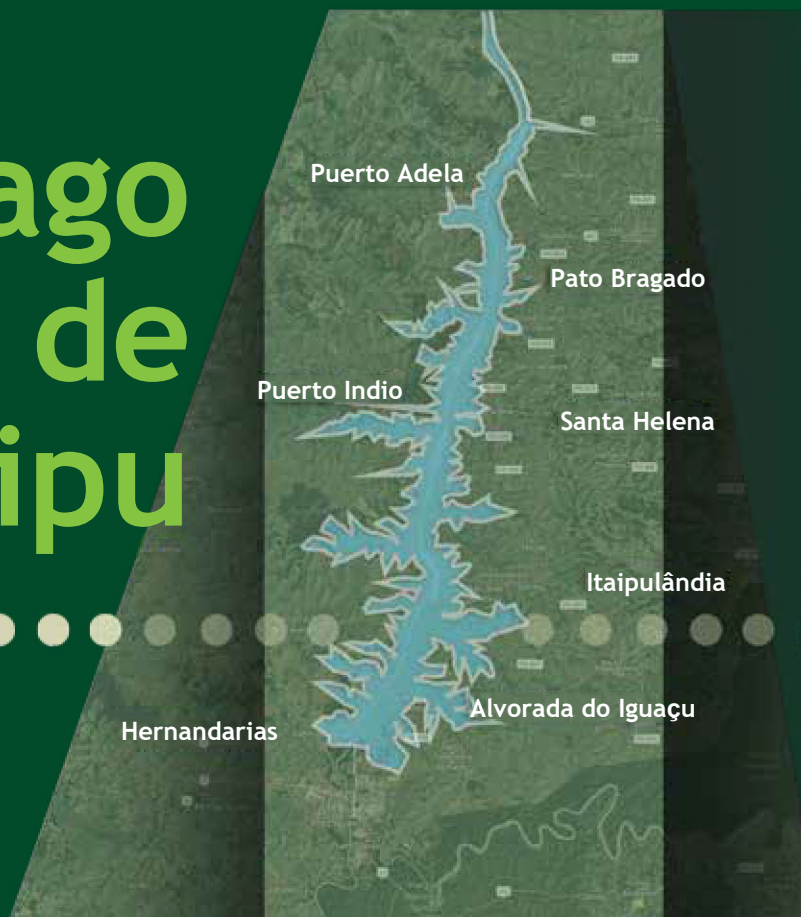 ago
de
ipu
Puerto Adela
Pato Bragado
Puerto Indio
Santa Helena
Itaipulândia
Alvorada do Iguaçu
Hernandarias